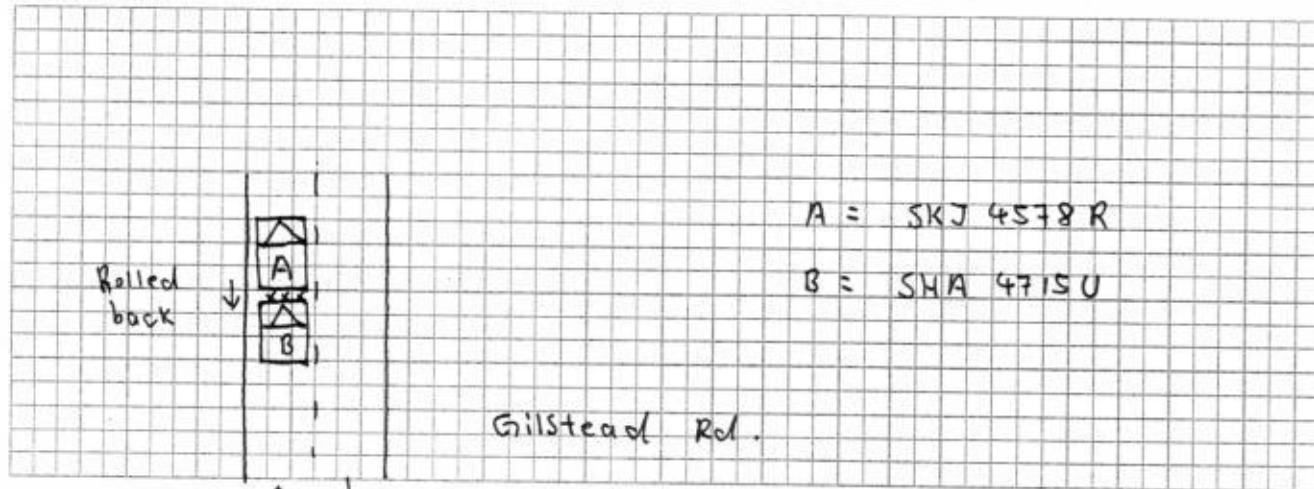 A = SKJ 4578 R
Rolled
back
A
B = SHA 4715 U
B
Gilstead Rd.